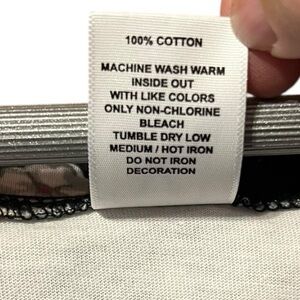 100% COTTON
MACHINE WASH WARM
INSIDE OUT
WITH LIKE COLORS
ONLY NON-CHLORINE
BLEACH
TUMBLE DRY LOW
MEDIUM / HOT IRON
DO NOT IRON
DECORATION